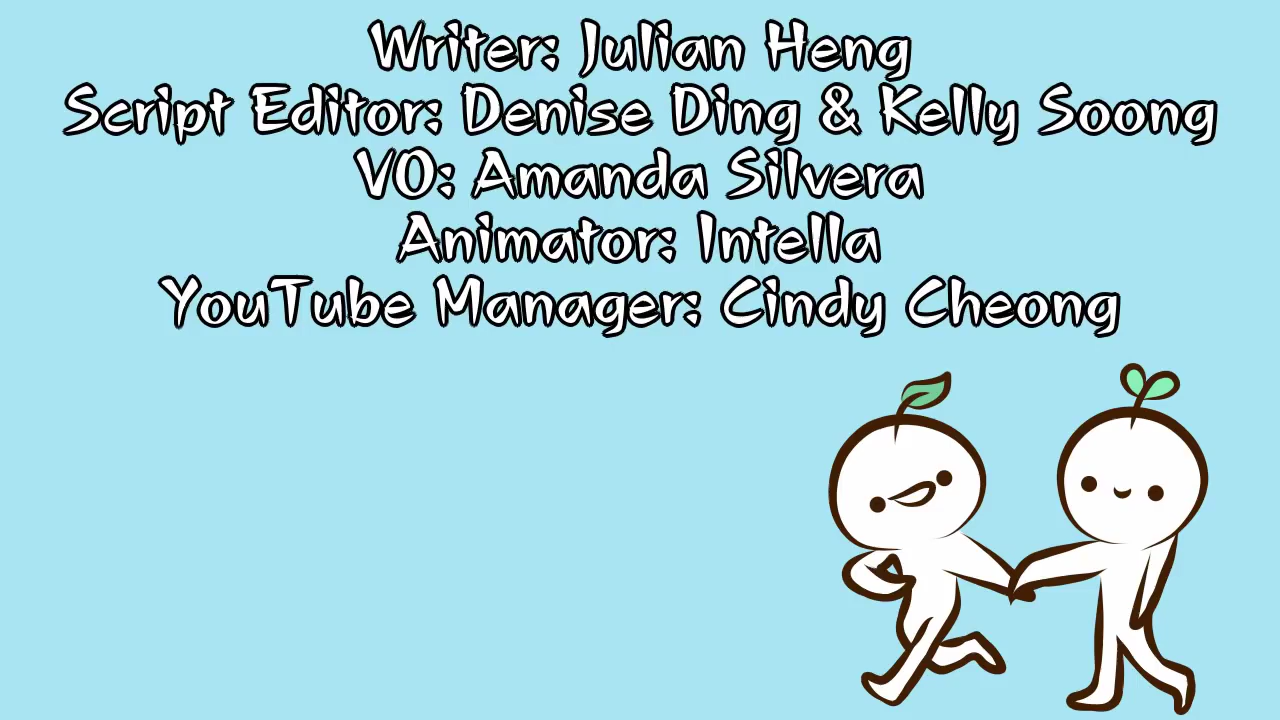 Writer: Julian Heng
Script Editor: Denise Ding & Kelly Soong
VO: Amanda Silvera
Animator: Intella
YouTube Manager: Cindy Cheong